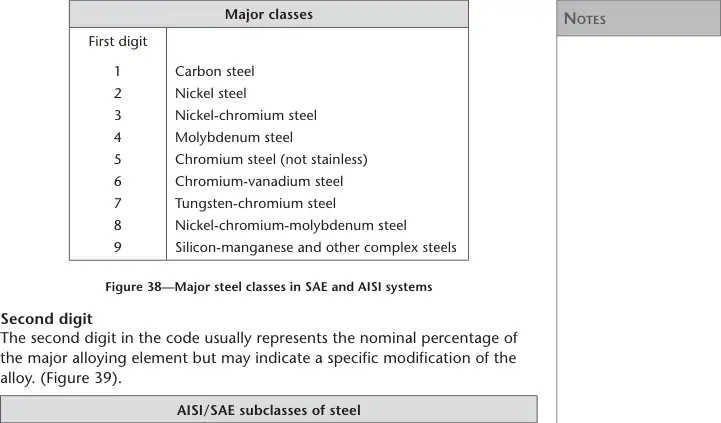 Major classes
First digit
1 Carbon steel
2 Nickel steel
3 Nickel-chromium steel
4 Molybdenum steel
5 Chromium steel (not stainless)
6 Chromium-vanadium steel
7 Tungsten-chromium steel
8 Nickel-chromium-molybdenum steel
9 Silicon-manganese and other complex steels
Figure 38—Major steel classes in SAE and AISI systems
Second digit
The second digit in the code usually represents the nominal percentage of
the major alloying element but may indicate a specific modification of the
alloy. (Figure 39).
AISI/SAE subclasses of steel
NOTES